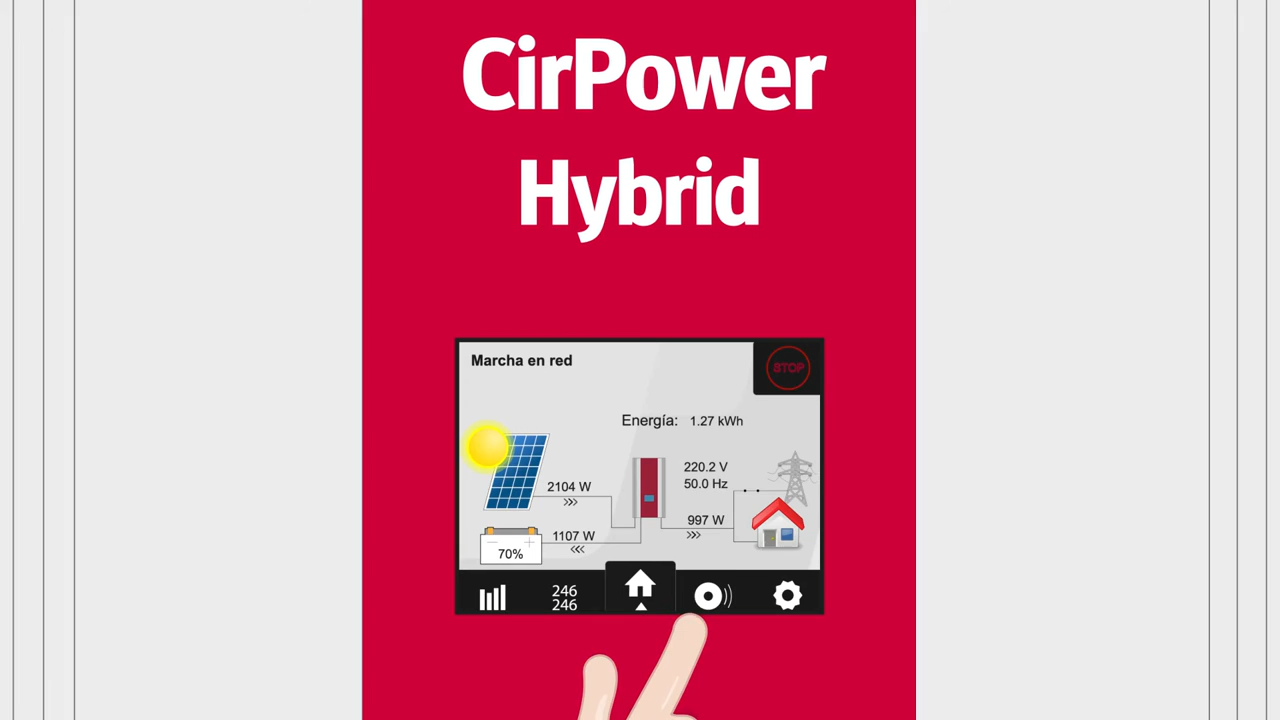 CirPower
Hybrid
Marcha en red
STOP
Energía: 1.27 kWh
2104 W
220.2 V
50.0 Hz
997 W
1107 W
70%
246
246